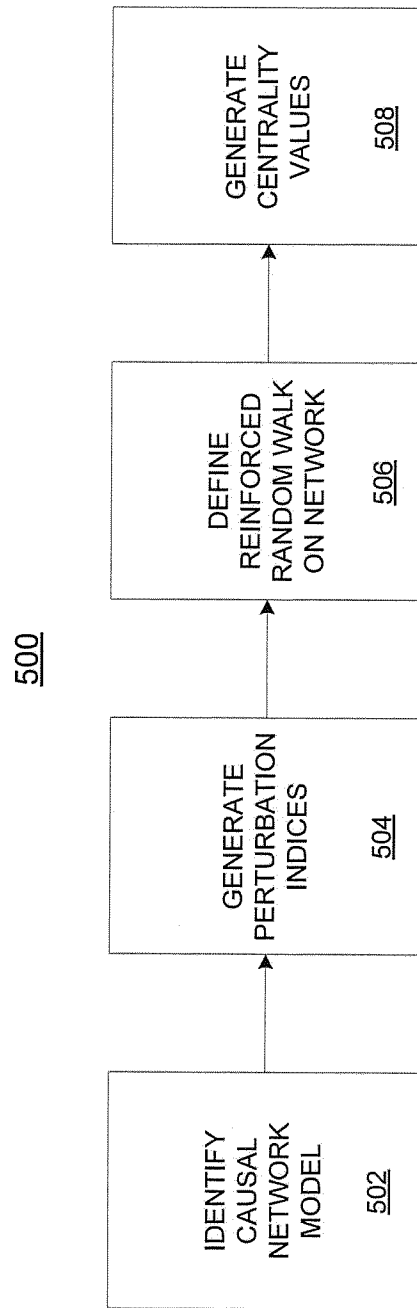 500
IDENTIFY
CAUSAL
NETWORK
MODEL
502
GENERATE
PERTURBATION
INDICES
504
DEFINE
REINFORCED
RANDOM WALK
ON NETWORK
506
GENERATE
CENTRALITY
VALUES
508